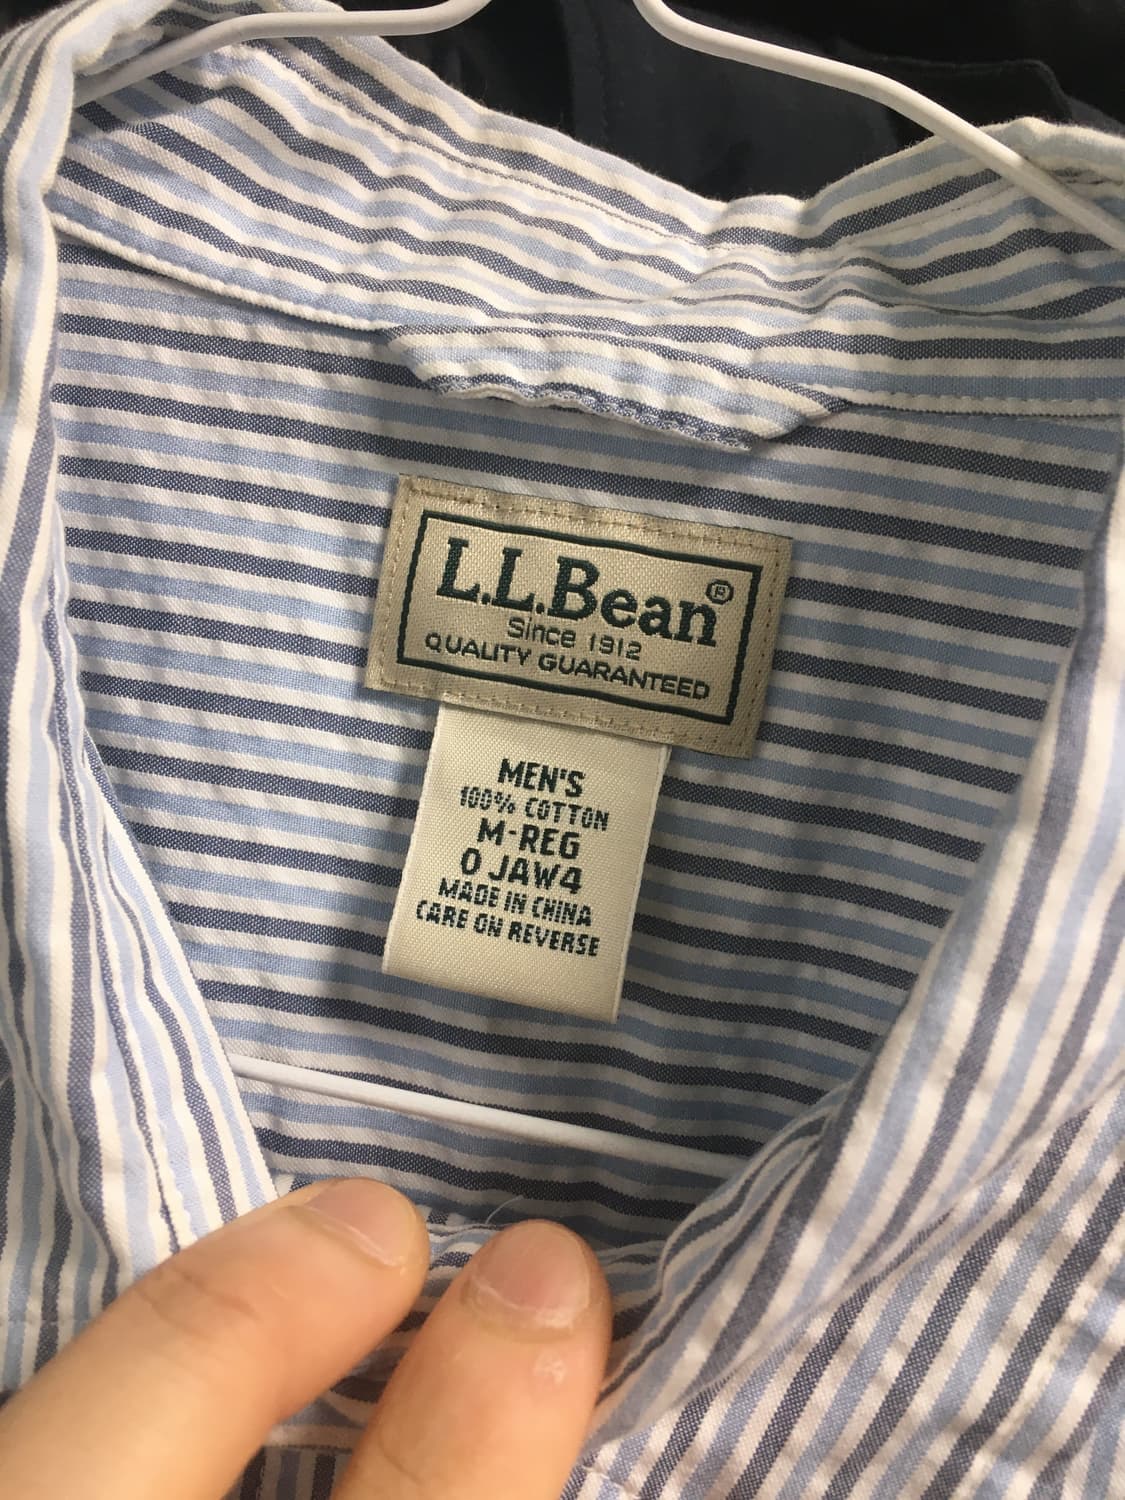 L.L.Bean®
Since 1912
QUALITY GUARANTEED
MEN'S
100% COTTON
M-REG
0 JAW4
MADE IN CHINA
CARE ON REVERSE